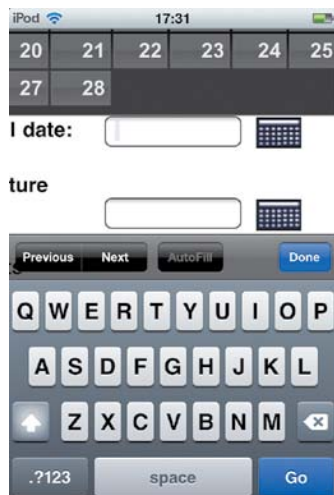 iPod 17:31
20 21 22 23 24 25
27 28
l date:
ture
Previous Next AutoFill Done
Q W E R T Y U I O P
A S D F G H J K L
Z X C V B N M
.?123 space Go